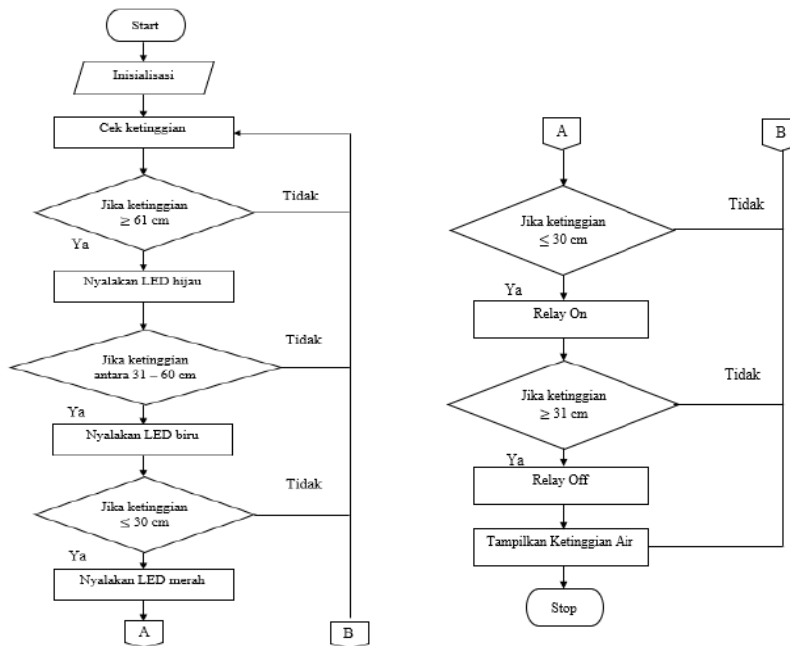 Start
Inisialisasi
Cek ketinggian
Jika ketinggian
≥ 61 cm
Tidak
Ya
Nyalakan LED hijau
Jika ketinggian
antara 31 – 60 cm
Tidak
Ya
Nyalakan LED biru
Jika ketinggian
≤ 30 cm
Tidak
Ya
Nyalakan LED merah
A
B
A
B
Jika ketinggian
≤ 30 cm
Tidak
Ya
Relay On
Jika ketinggian
≥ 31 cm
Tidak
Ya
Relay Off
Tampilkan Ketinggian Air
Stop